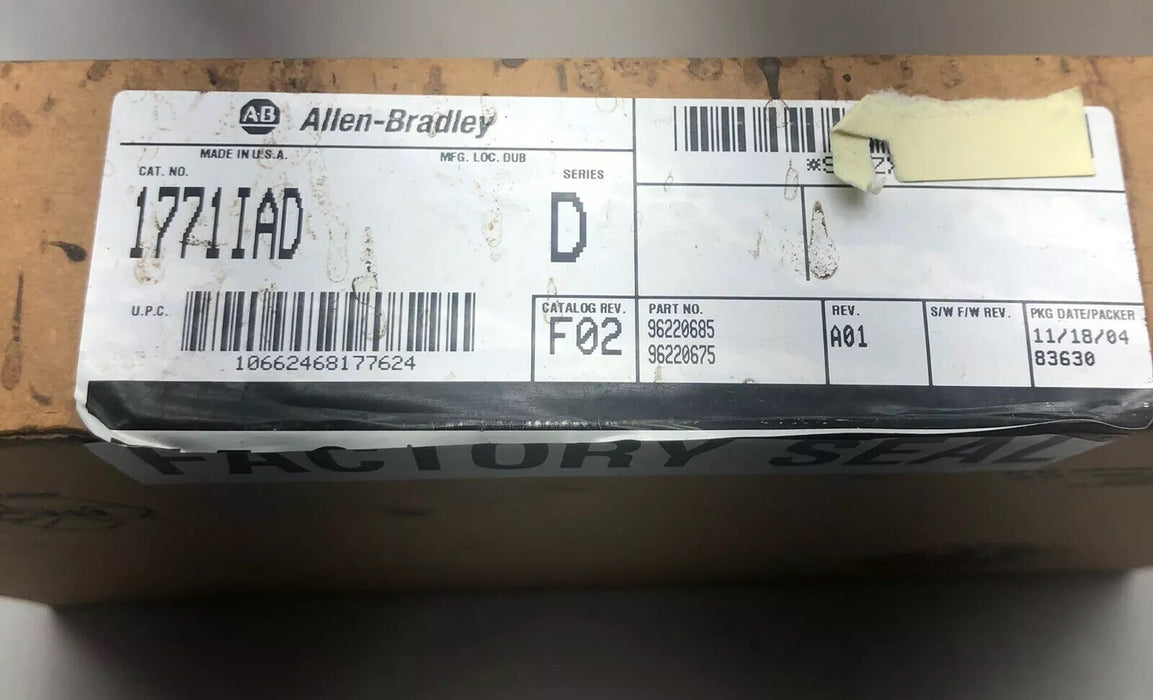 AB Allen-Bradley
MADE IN U.S.A. MFG. LOC. DUB
CAT. NO. SERIES
1771IAD D
U.P.C.
10662468177624
CATALOG REV.
F02
PART NO.
96220685
96220675
REV.
A01
S/W F/W REV.
PKG DATE/PACKER
11/18/04
83630
FACTORY SEAL